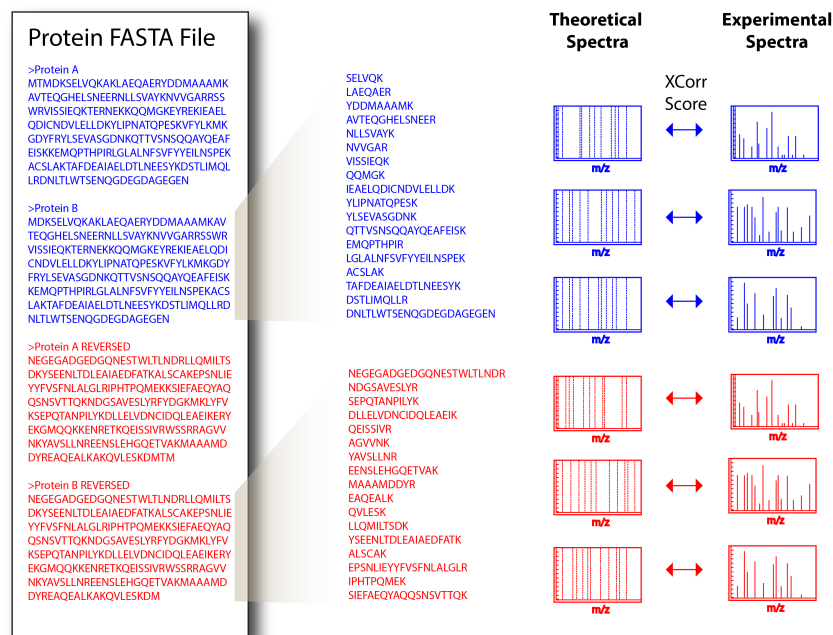 Protein FASTA File
>Protein A
MTMDKSELVQKAKLAEQAERYDDMAAAMK
AVTEQGHELSNEERNLLSVAYKNVVGARRSS
WRVISSIEQKTERNEKKQQMGKEYREKIEAEL
QDICNDVLELLDKYLIPNATQPESKVFYLKMK
GDYFRYLSEVASGDNKQTTVSNSQQAYQEAF
EISKKEMQPTHPIRLGLALNFSVFYYEILNSPEK
ACSLAKTAFDEAIAELDTLNEESYKDSTLIMQL
LRDNLTLWTSENQGDEGDAGEGEN
>Protein B
MDKSELVQKAKLAEQAERYDDMAAAMKAV
TEQGHELSNEERNLLSVAYKNVVGARRSSWR
VISSIEQKTERNEKKQQMGKEYREKIEAELQDI
CNDVLELLDKYLIPNATQPESKVFYLKMKGDY
FRYLSEVASGDNKQTTVSNSQQAYQEAFEISK
KEMQPTHPIRLGLALNFSVFYYEILNSPEKACS
LAKTAFDEAIAELDTLNEESYKDSTLIMQLLRD
NLTLWTSENQGDEGDAGEGEN
>Protein A REVERSED
NEGEGADGEDGQNESTWLTLNDRLLQMILTS
DKYSEENLTDLEAIAEDFATKALSCAKEPSNLIE
YYFVSFNLALGLRIPHTPQMEKKSIEFAEQYAQ
QSNSVTTQKNDGSAVESLYRFYDGKMKLYFV
KSEPQTANPILYKDLLELVDNCIDQLEAEIKERY
EKGMQQKKENRETKQEISSIVRWSSRRAGVV
NKYAVSLLNREENSLEHGQETVAKMAAAMD
DYREAQEALKAKQVLESKDMTM
>Protein B REVERSED
NEGEGADGEDGQNESTWLTLNDRLLQMILTS
DKYSEENLTDLEAIAEDFATKALSCAKEPSNLIE
YYFVSFNLALGLRIPHTPQMEKKSIEFAEQYAQ
QSNSVTTQKNDGSAVESLYRFYDGKMKLYFV
KSEPQTANPILYKDLLELVDNCIDQLEAEIKERY
EKGMQQKKENRETKQEISSIVRWSSRRAGVV
NKYAVSLLNREENSLEHGQETVAKMAAAMD
DYREAQEALKAKQVLESKDM
SELVQK
LAEQAER
YDDMAAAMK
AVTEQGHELSNEER
NLLSVAYK
NVVGAR
VISSIEQK
QQMGK
IEAELQDICNDVLELLDK
YLIPNATQPESK
YLSEVASGDNK
QTTVSNSQQAYQEAFEISK
EMQPTHPIR
LGLALNFSVFYYEILNSPEK
ACSLAK
TAFDEAIAELDTLNEESYK
DSTLIMQLLR
DNLTLWTSENQGDEGDAGEGEN
NEGEGADGEDGQNESTWLTLNDR
NDGSAVESLYR
SEPQTANPILYK
DLLELVDNCIDQLEAEIK
QEISSIVR
AGVVNK
YAVSLLNR
EENSLEHGQETVAK
MAAAMDDYR
EAQEALK
QVLESK
LLQMILTSDK
YSEENLTDLEAIAEDFATK
ALSCAK
EPSNLIEYYFVSFNLALGLR
IPHTPQMEK
SIEFAEQYAQQSNSVTTQK
Theoretical
Spectra
XCorr
Score
Experimental
Spectra
m/z
m/z
m/z
m/z
m/z
m/z
m/z
m/z
m/z
m/z
m/z
m/z